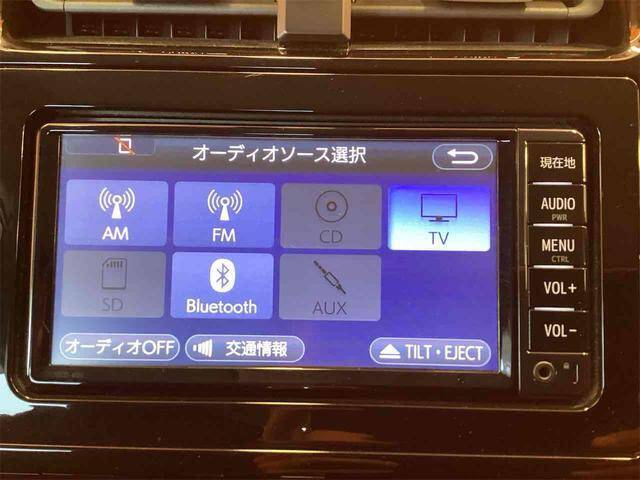 オーディオソース選択
現在地
AM
FM
CD
TV
AUDIO
PWR
SD
Bluetooth
AUX
MENU
CTRL
VOL+
オーディオOFF
交通情報
TILT・EJECT
VOL-